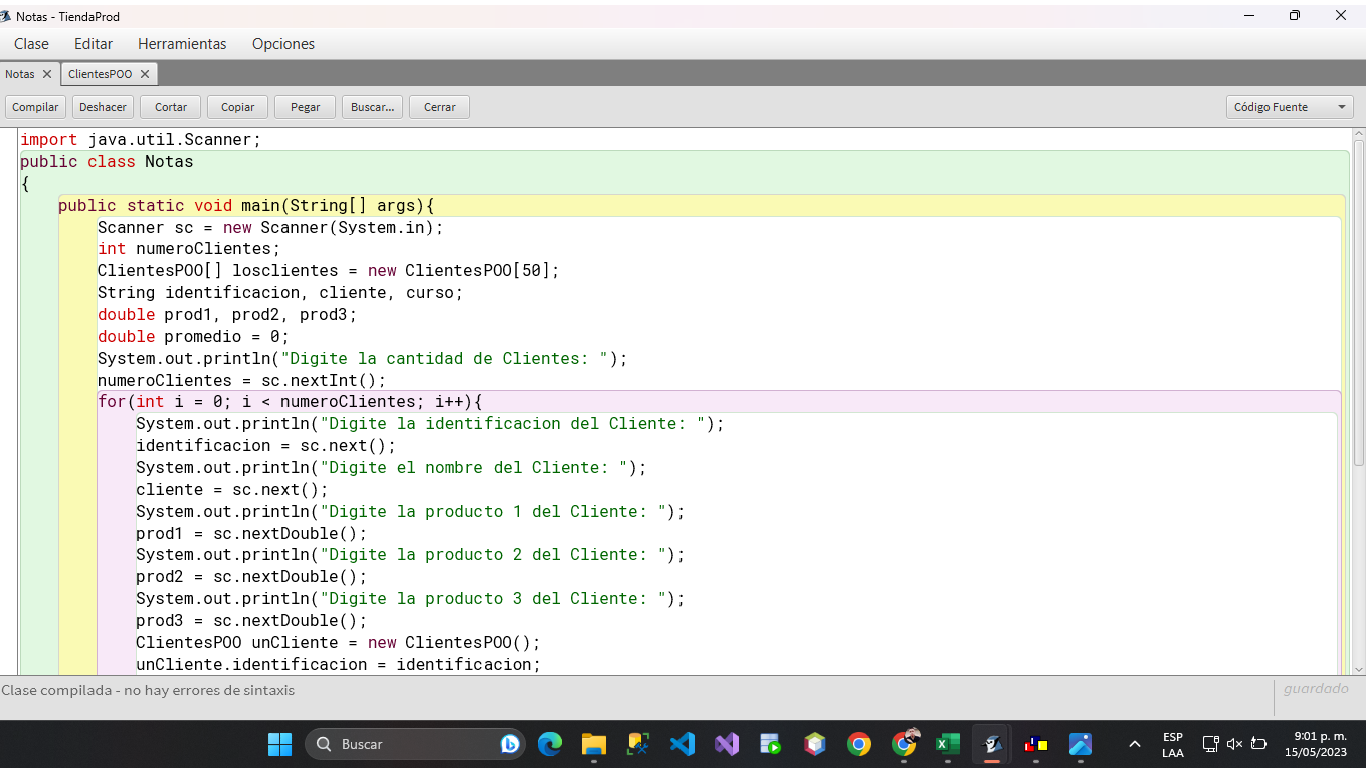 Notas - TiendaProd
Clase Editar Herramientas Opciones
Notas ClientesPOO
Compilar Deshacer Cortar Copiar Pegar Buscar... Cerrar Código Fuente
import java.util.Scanner;
public class Notas
{
public static void main(String[] args){
Scanner sc = new Scanner(System.in);
int numeroClientes;
ClientesPOO[] losclientes = new ClientesPOO[50];
String identificacion, cliente, curso;
double prod1, prod2, prod3;
double promedio = 0;
System.out.println("Digite la cantidad de Clientes: ");
numeroClientes = sc.nextInt();
for(int i = 0; i < numeroClientes; i++){
System.out.println("Digite la identificacion del Cliente: ");
identificacion = sc.next();
System.out.println("Digite el nombre del Cliente: ");
cliente = sc.next();
System.out.println("Digite la producto 1 del Cliente: ");
prod1 = sc.nextDouble();
System.out.println("Digite la producto 2 del Cliente: ");
prod2 = sc.nextDouble();
System.out.println("Digite la producto 3 del Cliente: ");
prod3 = sc.nextDouble();
ClientesPOO unCliente = new ClientesPOO();
unCliente.identificacion = identificacion;
Clase compilada - no hay errores de sintaxis
guardado
Buscar
ESP
LAA
9:01 p. m.
15/05/2023